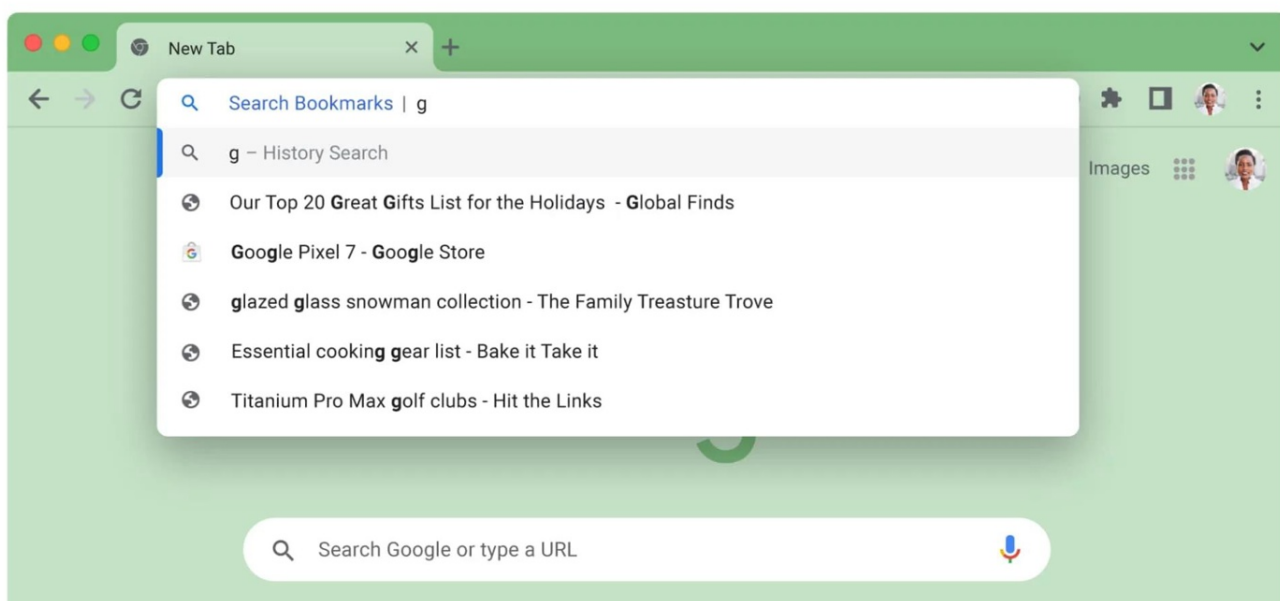 New Tab
Search Bookmarks | g
g – History Search
Images
Our Top 20 Great Gifts List for the Holidays - Global Finds
Google Pixel 7 - Google Store
glazed glass snowman collection - The Family Treasture Trove
Essential cooking gear list - Bake it Take it
Titanium Pro Max golf clubs - Hit the Links
Search Google or type a URL